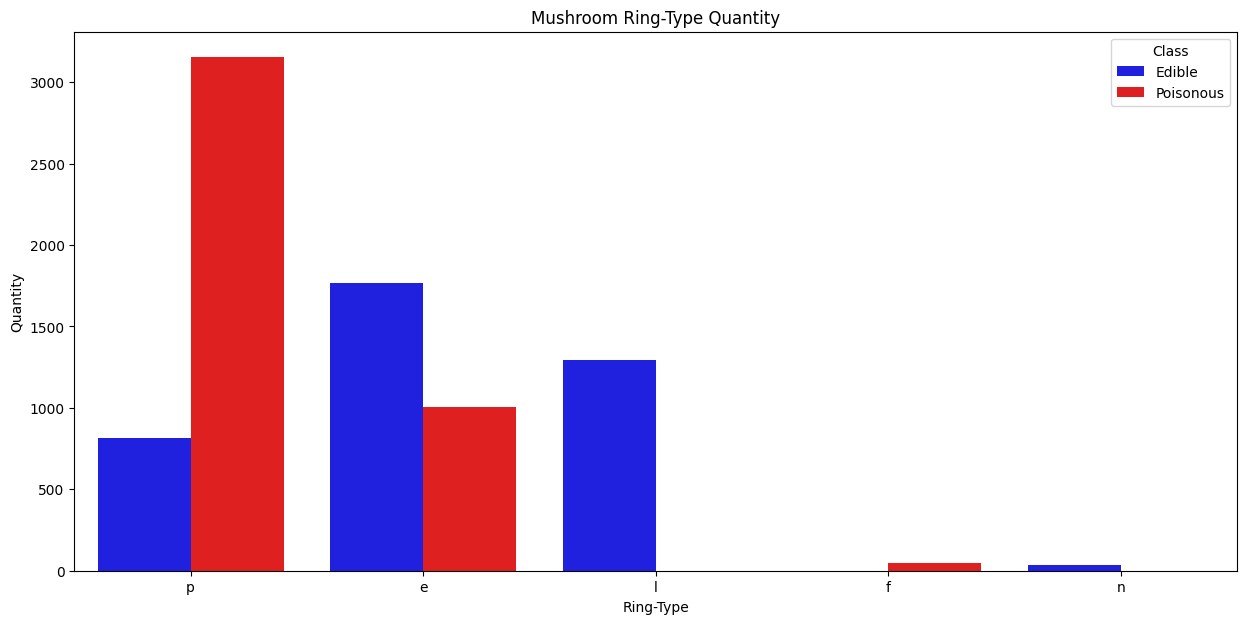 Mushroom Ring-Type Quantity
Class
Edible
Poisonous
3000
2500
2000
1500
1000
500
0
Quantity
p e l f n
Ring-Type